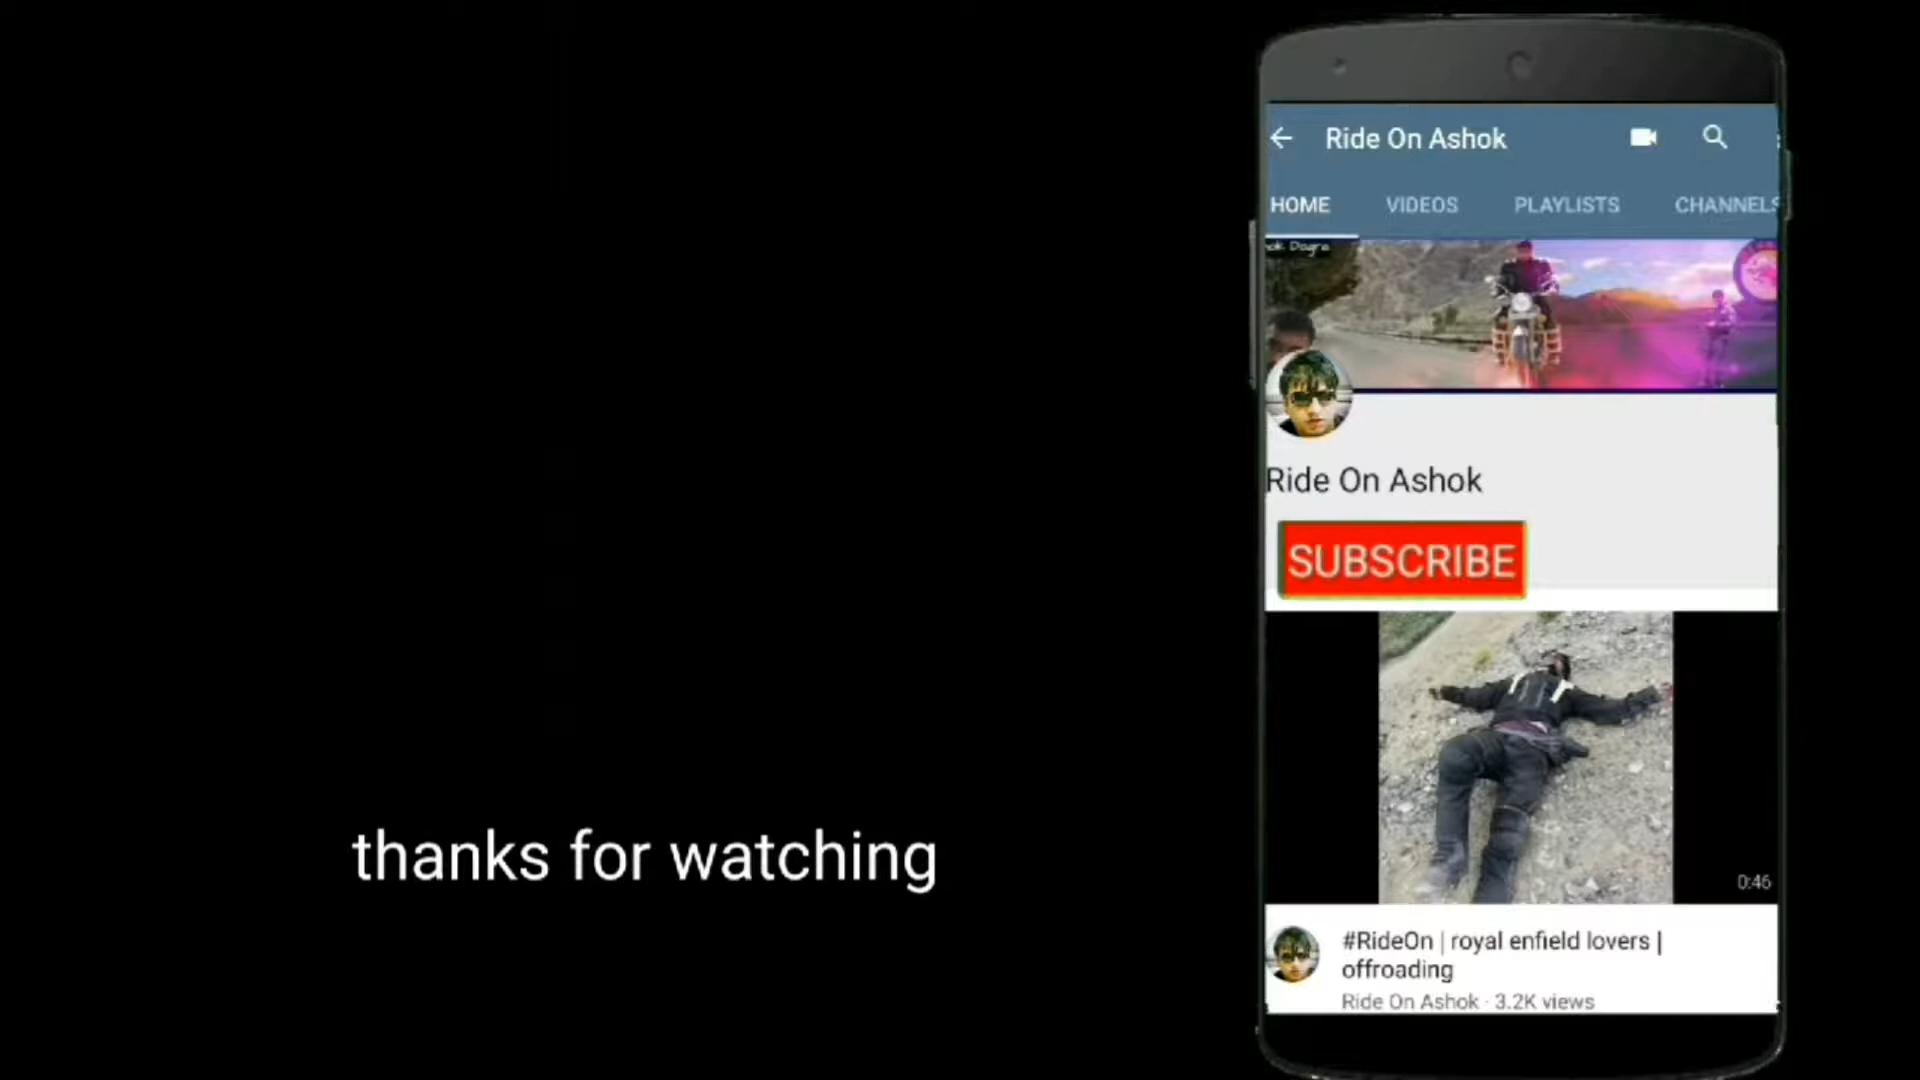 Ride On Ashok
HOME VIDEOS PLAYLISTS CHANNELS
Dogra
Ride On Ashok
SUBSCRIBE
0:46
#RideOn | royal enfield lovers |
offroading
Ride On Ashok · 3.2K views
thanks for watching